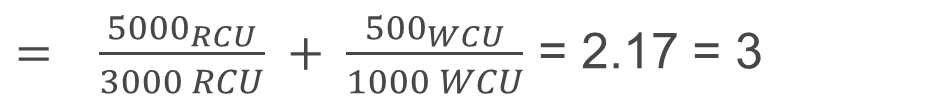 = 5000RCU/3000 RCU + 500WCU/1000 WCU = 2.17 = 3